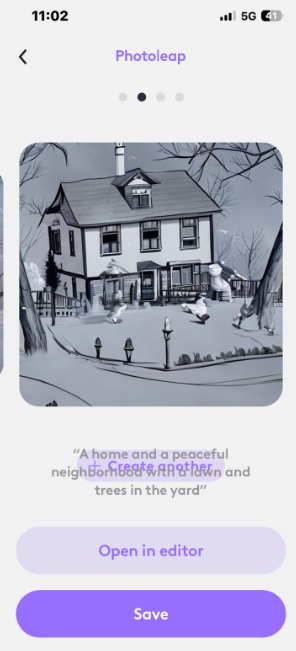 11:02
5G 41
Photoleap
“A home and a peaceful
+ Create another
neighborhood with a lawn and
trees in the yard”
Open in editor
Save